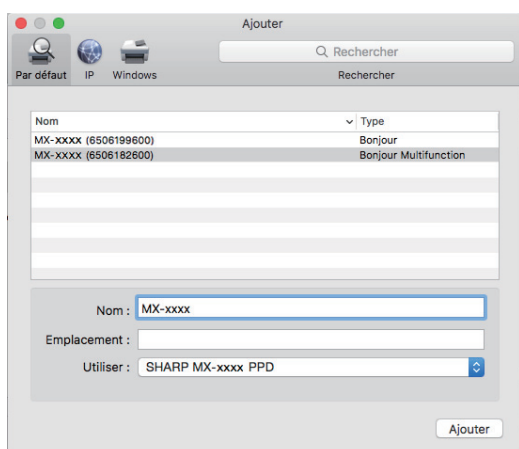 Ajouter
Rechercher
Par défaut IP Windows Rechercher
Nom Type
MX-xxxx (6506199600) Bonjour
MX-xxxx (6506182600) Bonjour Multifunction
Nom : MX-xxxx
Emplacement :
Utiliser : SHARP MX-xxxx PPD
Ajouter